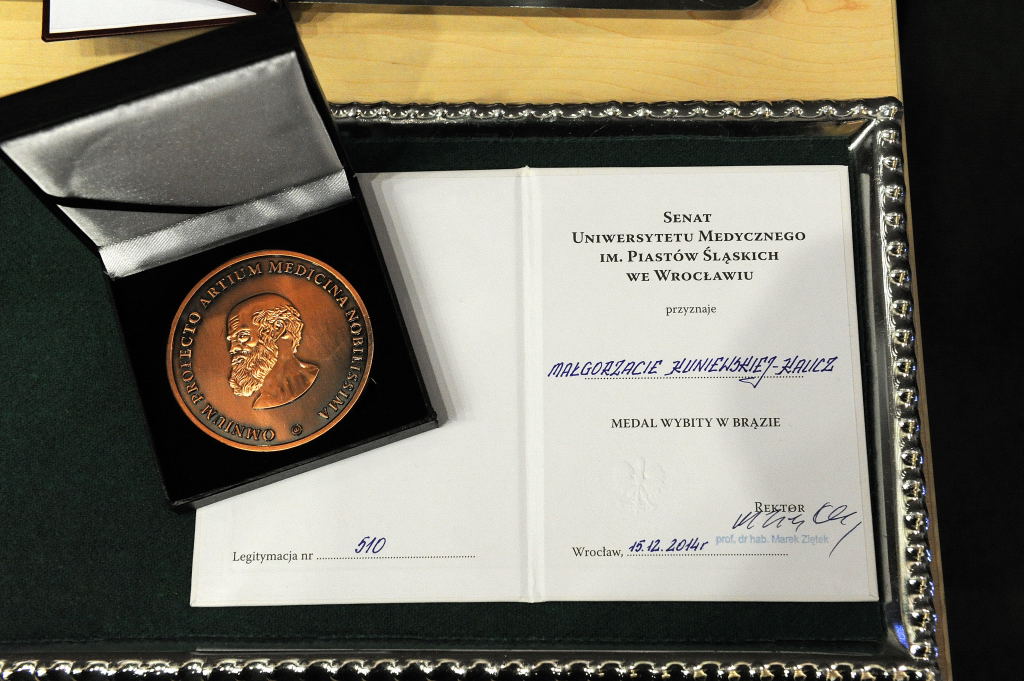 OMNIUM PROFECTO ARTIUM MEDICINA NOBILISSIMA
Legitymacja nr 510
SENAT
UNIWERSYTETU MEDYCZNEGO
IM. PIASTÓW ŚLĄSKICH
WE WROCŁAWIU
przyznaje
MAŁGORZACIE KUNIEWSKIEJ-KALICZ
MEDAL WYBITY W BRĄZIE
REKTOR
prof. dr hab. Marek Ziętek
Wrocław, 15.12.2014r